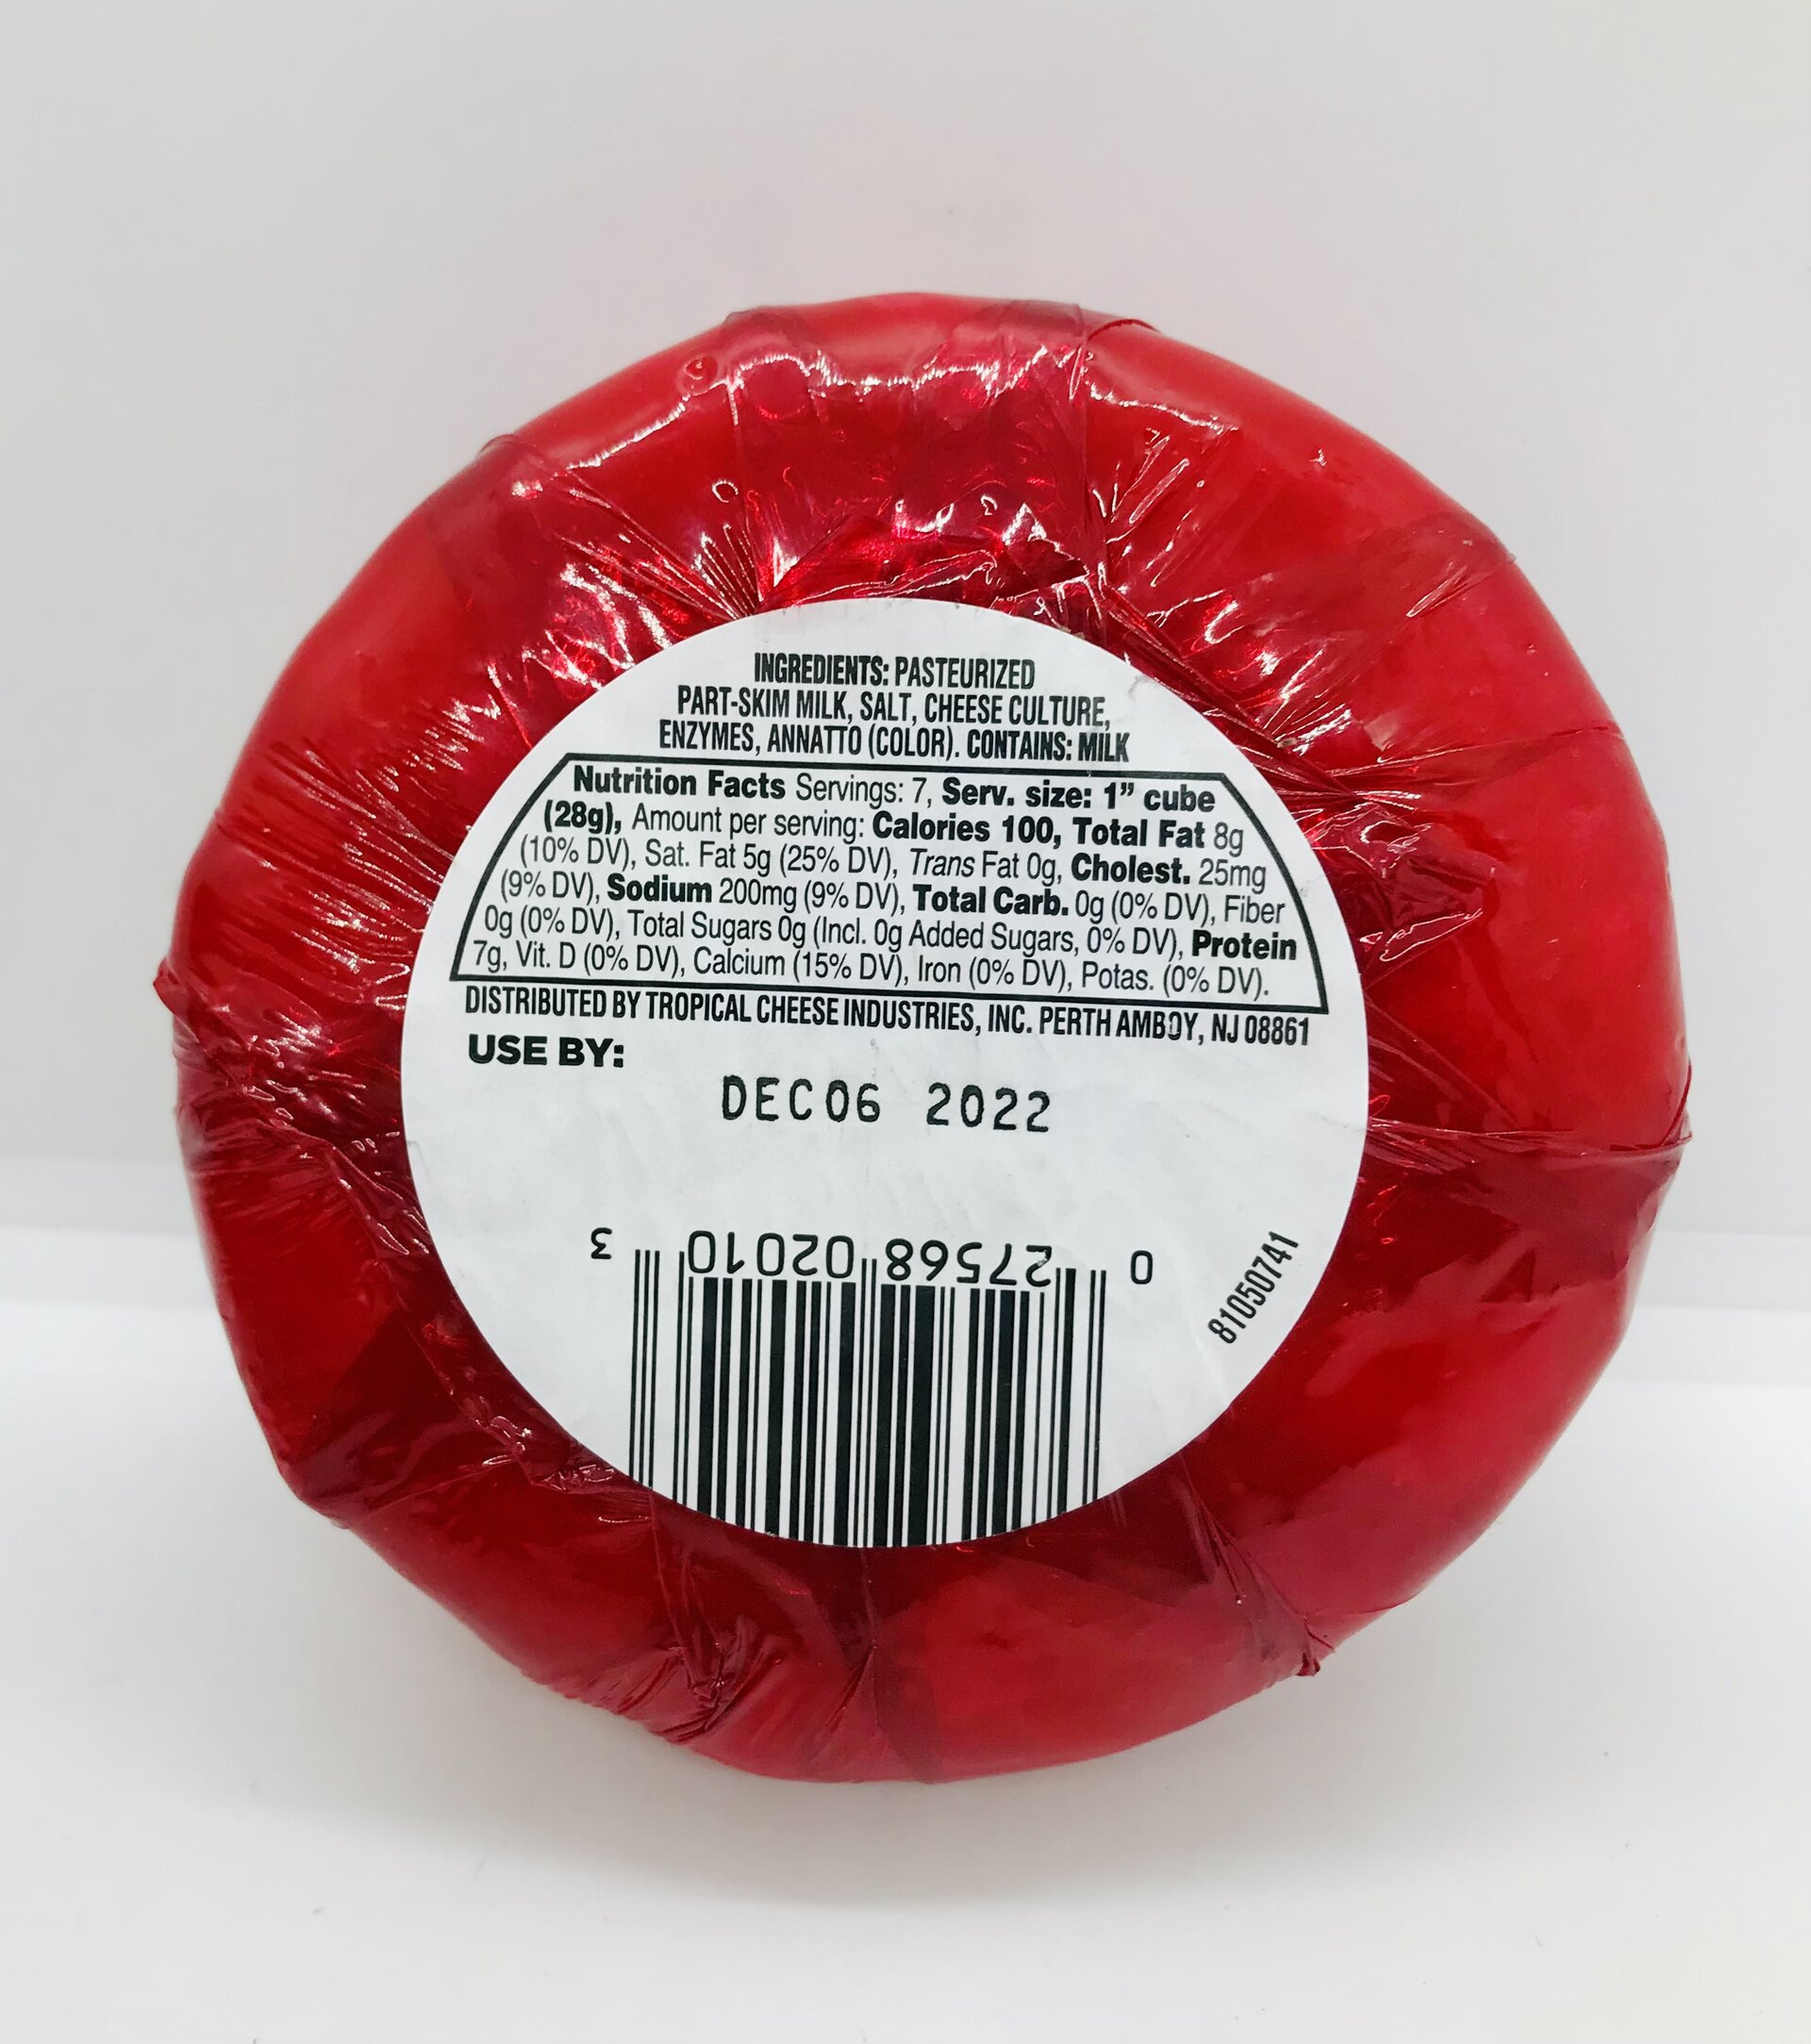 INGREDIENTS: PASTEURIZED
PART-SKIM MILK, SALT, CHEESE CULTURE,
ENZYMES, ANNATTO (COLOR). CONTAINS: MILK
Nutrition Facts Servings: 7, Serv. size: 1” cube
(28g), Amount per serving: Calories 100, Total Fat 8g
(10% DV), Sat. Fat 5g (25% DV), Trans Fat 0g, Cholest. 25mg
(9% DV), Sodium 200mg (9% DV), Total Carb. 0g (0% DV), Fiber
0g (0% DV), Total Sugars 0g (Incl. 0g Added Sugars, 0% DV), Protein
7g, Vit. D (0% DV), Calcium (15% DV), Iron (0% DV), Potas. (0% DV).
DISTRIBUTED BY TROPICAL CHEESE INDUSTRIES, INC. PERTH AMBOY, NJ 08861
USE BY:
DEC06 2022
0 27568 02010 3
81050741